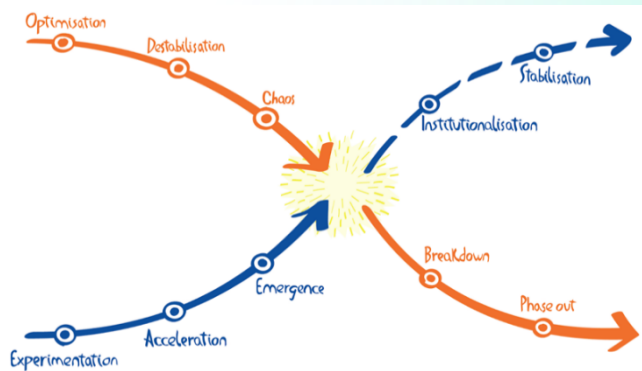 Optimisation
Destabilisation
Chaos
Stabilisation
Institutionalisation
Breakdown
Emergence
Phase out
Acceleration
Experimentation